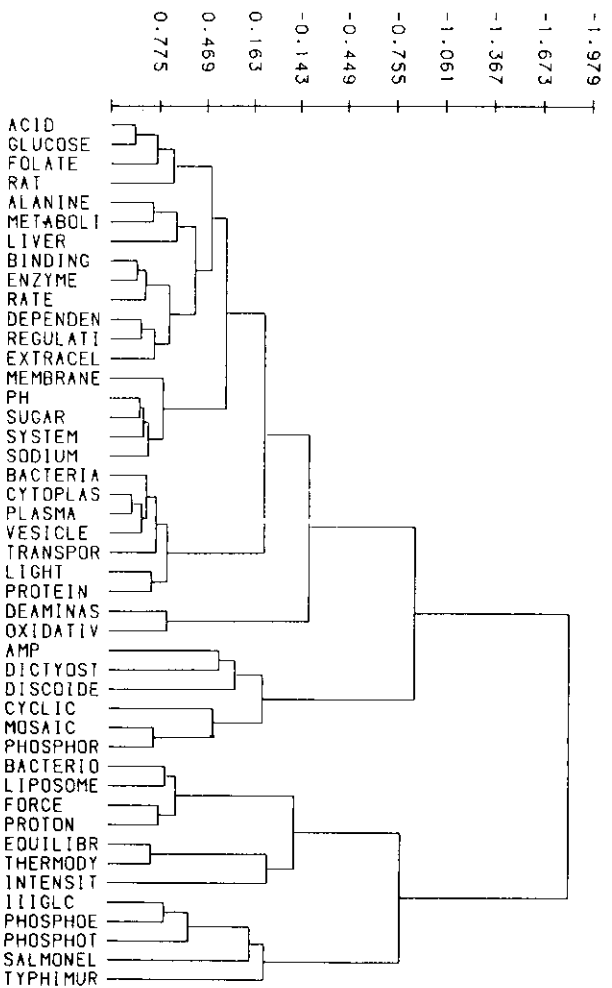 0.775
0.469
0.163
-0.143
-0.449
-0.755
-1.061
-1.367
-1.673
-1.979
ACID
GLUCOSE
FOLATE
RAT
ALANINE
METABOLI
LIVER
BINDING
ENZYME
RATE
DEPENDEN
REGULATI
EXTRACEL
MEMBRANE
PH
SUGAR
SYSTEM
SODIUM
BACTERIA
CYTOPLAS
PLASMA
VESICLE
TRANSPOR
LIGHT
PROTEIN
DEAMINAS
OXIDATIV
AMP
DICTYOST
DISCOIDE
CYCLIC
MOSAIC
PHOSPHOR
BACTERIO
LIPOSOME
FORCE
PROTON
EQUILIBR
THERMODY
INTENSIT
IIIGLC
PHOSPHOE
PHOSPHOT
SALMONEL
TYPHIMUR